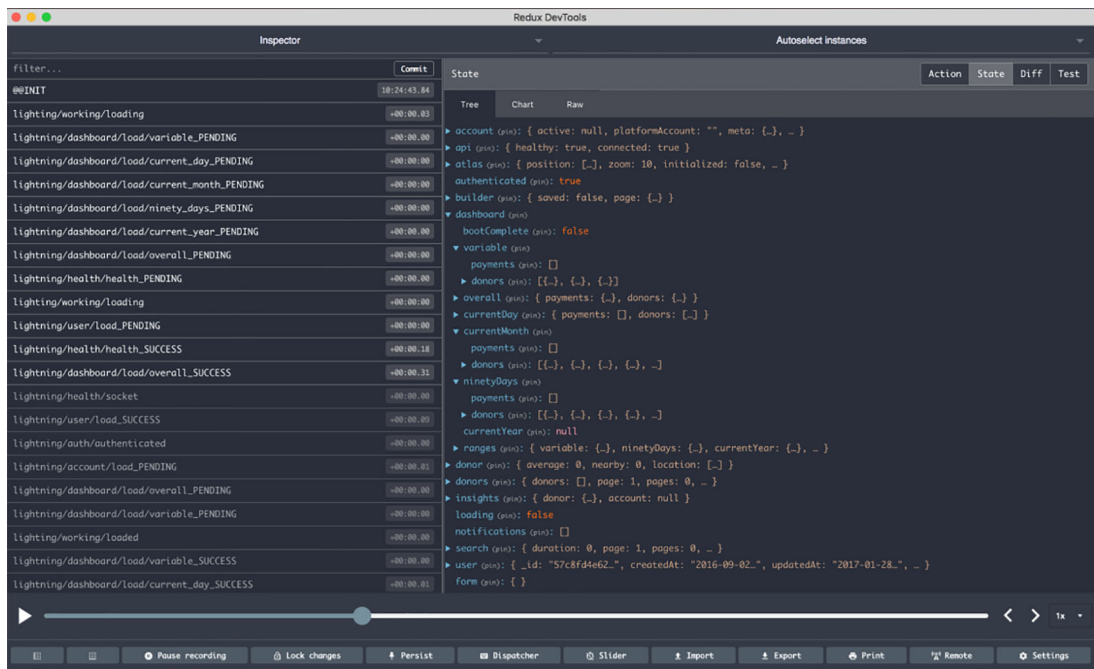 Redux DevTools
Inspector
Autoselect instances
filter...
Commit
@@INIT
10:24:43.84
lighting/working/loading
+00:00.03
lightning/dashboard/load/variable_PENDING
+00:00.00
lightning/dashboard/load/current_day_PENDING
+00:00:00
lightning/dashboard/load/current_month_PENDING
+00:00:00
lightning/dashboard/load/ninety_days_PENDING
+00:00:00
lightning/dashboard/load/current_year_PENDING
+00:00.00
lightning/dashboard/load/overall_PENDING
+00:00:00
lightning/health/health_PENDING
+00:00.00
lighting/working/loading
+00:00:00
lightning/user/load_PENDING
+00:00:00
lightning/health/health_SUCCESS
+00:00.18
lightning/dashboard/load/overall_SUCCESS
+00:00.31
lightning/health/socket
+00:00.00
lightning/user/load_SUCCESS
+00:00.09
lightning/auth/authenticated
+00:00.00
lightning/account/load_PENDING
+00:00.01
lightning/dashboard/load/overall_PENDING
+00:00.00
lightning/dashboard/load/variable_PENDING
+00:00.00
lighting/working/loaded
+00:00.00
lightning/dashboard/load/variable_SUCCESS
+00:00.00
lightning/dashboard/load/current_day_SUCCESS
+00:00.01
State
Action State Diff Test
Tree Chart Raw
account (pin): { active: null, platformAccount: "", meta: {…}, … }
api (pin): { healthy: true, connected: true }
atlas (pin): { position: […], zoom: 10, initialized: false, … }
authenticated (pin): true
builder (pin): { saved: false, page: {…} }
dashboard (pin)
bootComplete (pin): false
variable (pin)
payments (pin): []
donors (pin): [{…}, {…}, {…}]
overall (pin): { payments: {…}, donors: {…} }
currentDay (pin): { payments: [], donors: […] }
currentMonth (pin)
payments (pin): []
donors (pin): [{…}, {…}, {…}, {…}, …]
ninetyDays (pin)
payments (pin): []
donors (pin): [{…}, {…}, {…}, {…}, …]
currentYear (pin): null
ranges (pin): { variable: {…}, ninetyDays: {…}, currentYear: {…}, … }
donor (pin): { average: 0, nearby: 0, location: […] }
donors (pin): { donors: [], page: 1, pages: 0, … }
insights (pin): { donor: {…}, account: null }
loading (pin): false
notifications (pin): []
search (pin): { duration: 0, page: 1, pages: 0, … }
user (pin): { _id: "57c8fd4e62…", createdAt: "2016-09-02…", updatedAt: "2017-01-28…", … }
form (pin): { }
1x
Pause recording Lock changes Persist Dispatcher Slider Import Export Print Remote Settings